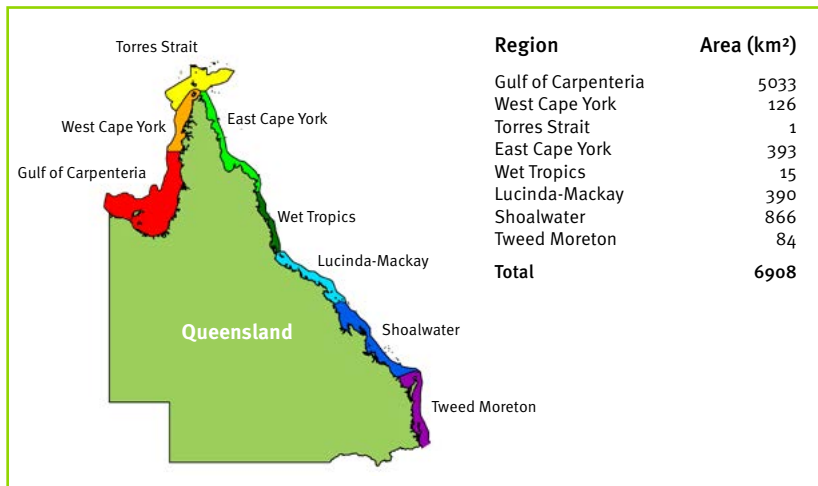 Torres Strait
West Cape York
East Cape York
Gulf of Carpenteria
Wet Tropics
Lucinda-Mackay
Queensland
Shoalwater
Tweed Moreton
Region Area (km²)
Gulf of Carpenteria 5033
West Cape York 126
Torres Strait 1
East Cape York 393
Wet Tropics 15
Lucinda-Mackay 390
Shoalwater 866
Tweed Moreton 84
Total 6908